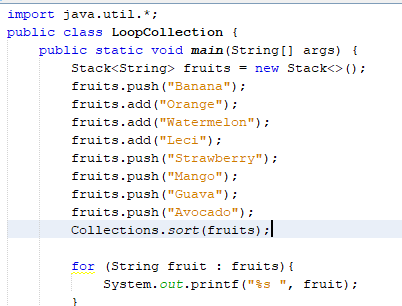 import java.util.*;
public class LoopCollection {
public static void main(String[] args) {
Stack<String> fruits = new Stack<>();
fruits.push("Banana");
fruits.add("Orange");
fruits.add("Watermelon");
fruits.add("Leci");
fruits.push("Strawberry");
fruits.push("Mango");
fruits.push("Guava");
fruits.push("Avocado");
Collections.sort(fruits);
for (String fruit : fruits){
System.out.printf("%s ", fruit);
}